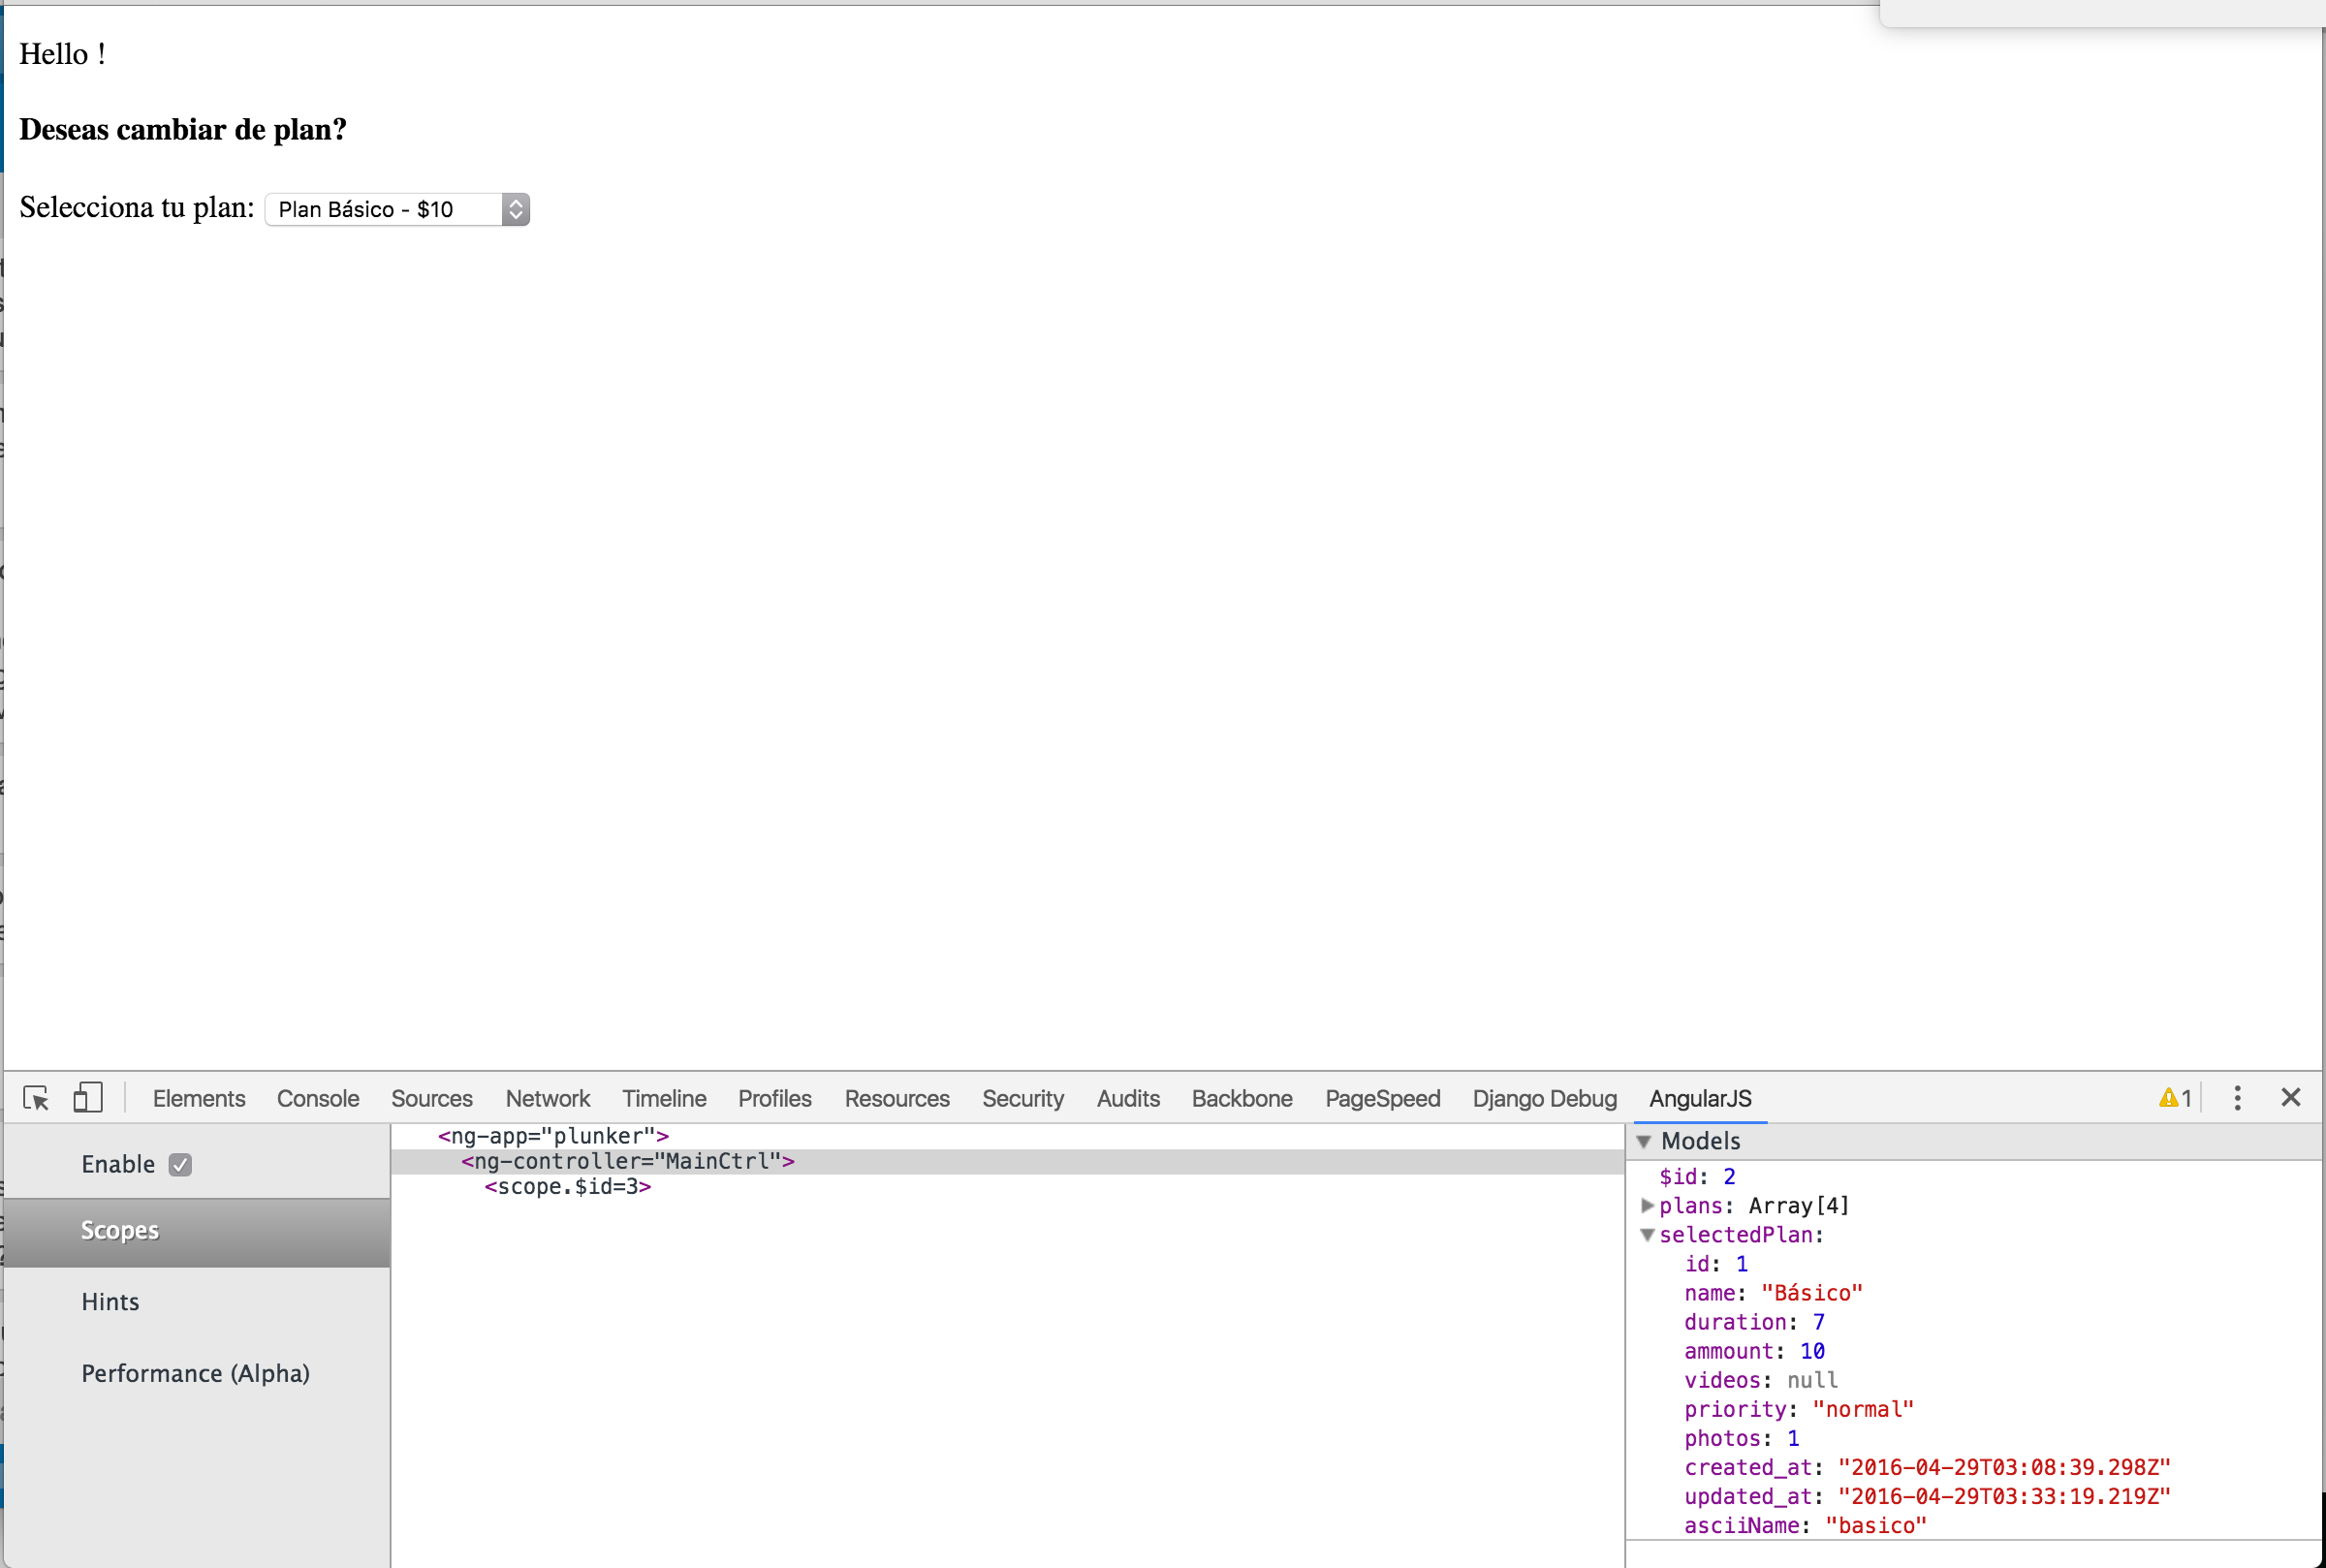 Hello !
Deseas cambiar de plan?
Selecciona tu plan: Plan Básico - $10
Elements Console Sources Network Timeline Profiles Resources Security Audits Backbone PageSpeed Django Debug AngularJS 1
Enable
Scopes
Hints
Performance (Alpha)
<ng-app="plunker">
<ng-controller="MainCtrl">
<scope.$id=3>
Models
$id: 2
plans: Array[4]
selectedPlan:
id: 1
name: "Básico"
duration: 7
ammount: 10
videos: null
priority: "normal"
photos: 1
created_at: "2016-04-29T03:08:39.298Z"
updated_at: "2016-04-29T03:33:19.219Z"
asciiName: "basico"